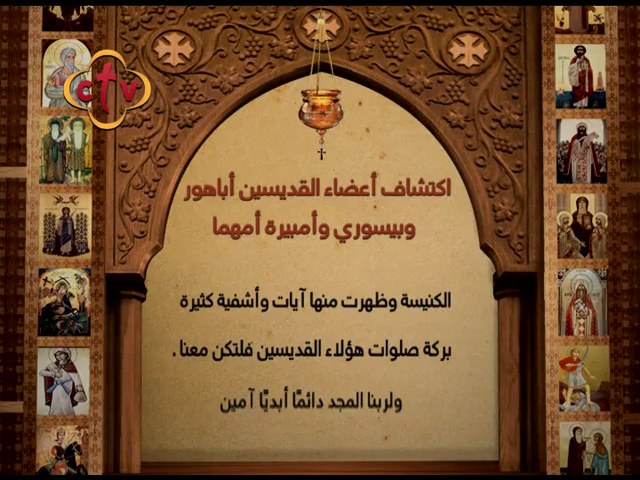 ctv
اكتشاف أعضاء القديسين أباهور
وبيسوري وأمبيرة أمهما
الكنيسة وظهرت منها آيات وأشفية كثيرة
بركة صلوات هؤلاء القديسين فلتكن معنا .
ولربنا المجد دائمًا أبديًا آمين